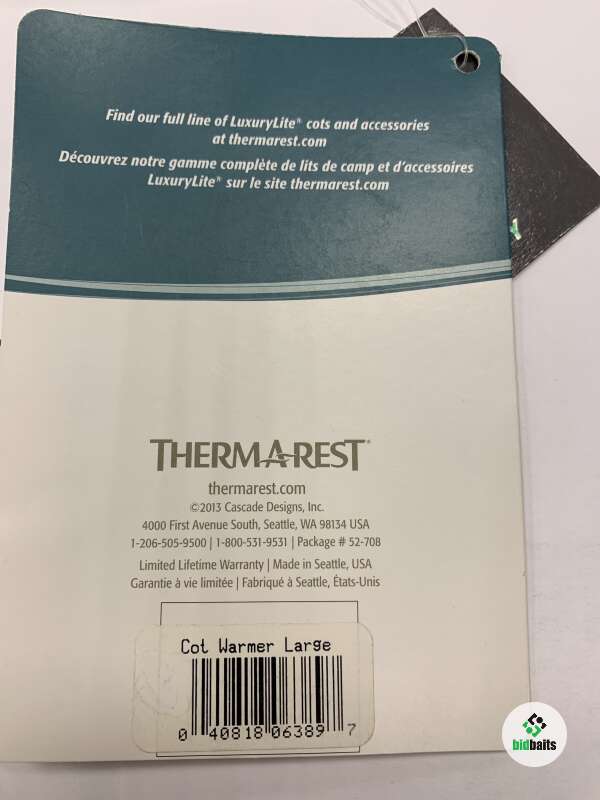 Find our full line of LuxuryLite® cots and accessories
at thermarest.com
Découvrez notre gamme complète de lits de camp et d'accessoires
LuxuryLite® sur le site thermarest.com
THERMAREST®
thermarest.com
©2013 Cascade Designs, Inc.
4000 First Avenue South, Seattle, WA 98134 USA
1-206-505-9500 | 1-800-531-9531 | Package # 52-708
Limited Lifetime Warranty | Made in Seattle, USA
Garantie à vie limitée | Fabriqué à Seattle, États-Unis
Cot Warmer Large
0 40818 06389 7
bidbaits